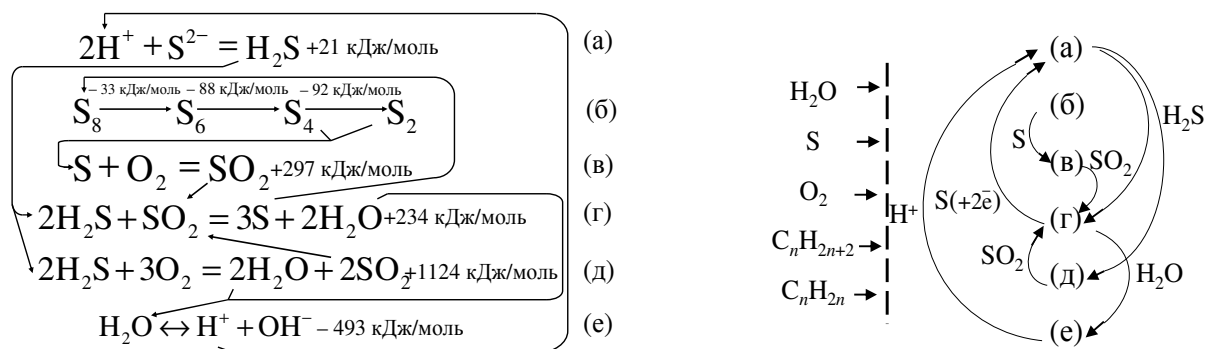 2H⁺ + S²⁻ = H₂S +21 кДж/моль (а)
– 33 кДж/моль – 88 кДж/моль – 92 кДж/моль
S₈ S₆ S₄ S₂ (б)
S + O₂ = SO₂ +297 кДж/моль (в)
2H₂S + SO₂ = 3S + 2H₂O +234 кДж/моль (г)
2H₂S + 3O₂ = 2H₂O + 2SO₂ +1124 кДж/моль (д)
H₂O ↔ H⁺ + OH⁻ – 493 кДж/моль (е)
H₂O
S
O₂
CₙH₂ₙ₊₂
CₙH₂ₙ
(а)
(б)
H₂S
S
(в) SO₂
H⁺ S(+2ē)
(г)
SO₂
(д) H₂O
(е)